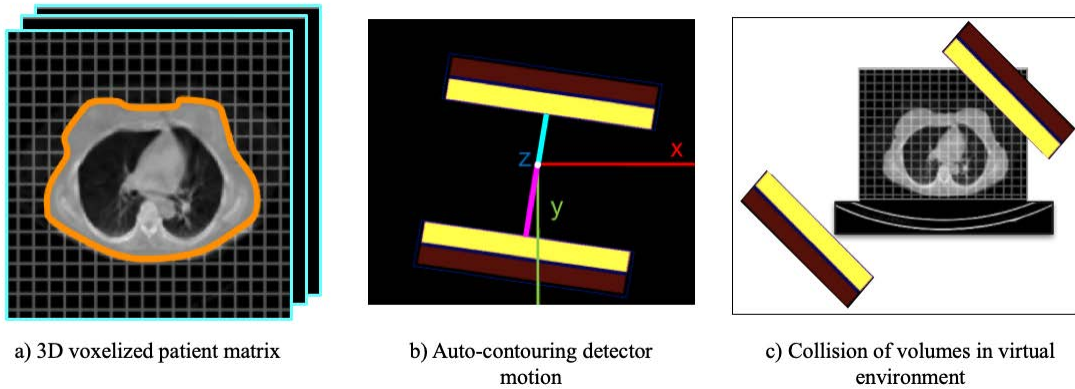 z
x
y
a) 3D voxelized patient matrix
b) Auto-contouring detector
motion
c) Collision of volumes in virtual
environment